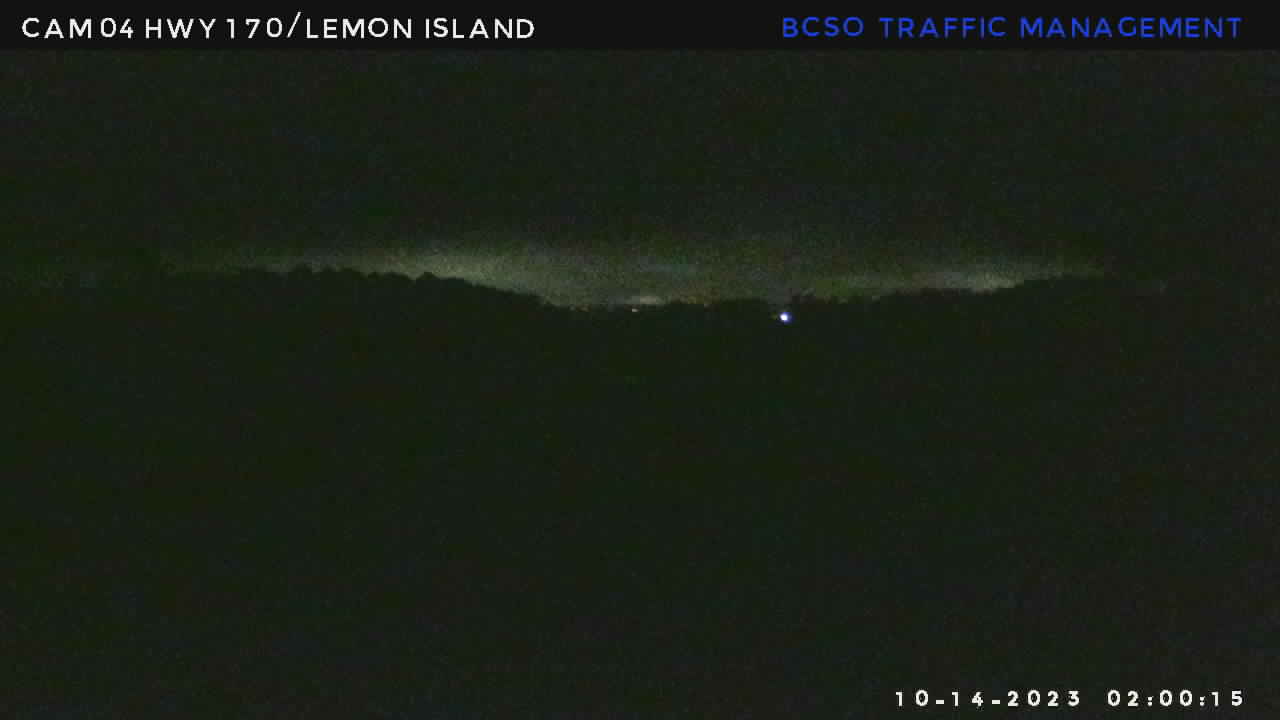 CAM04 HWY 170/LEMON ISLAND
BCSO TRAFFIC MANAGEMENT
10-14-2023 02:00:15